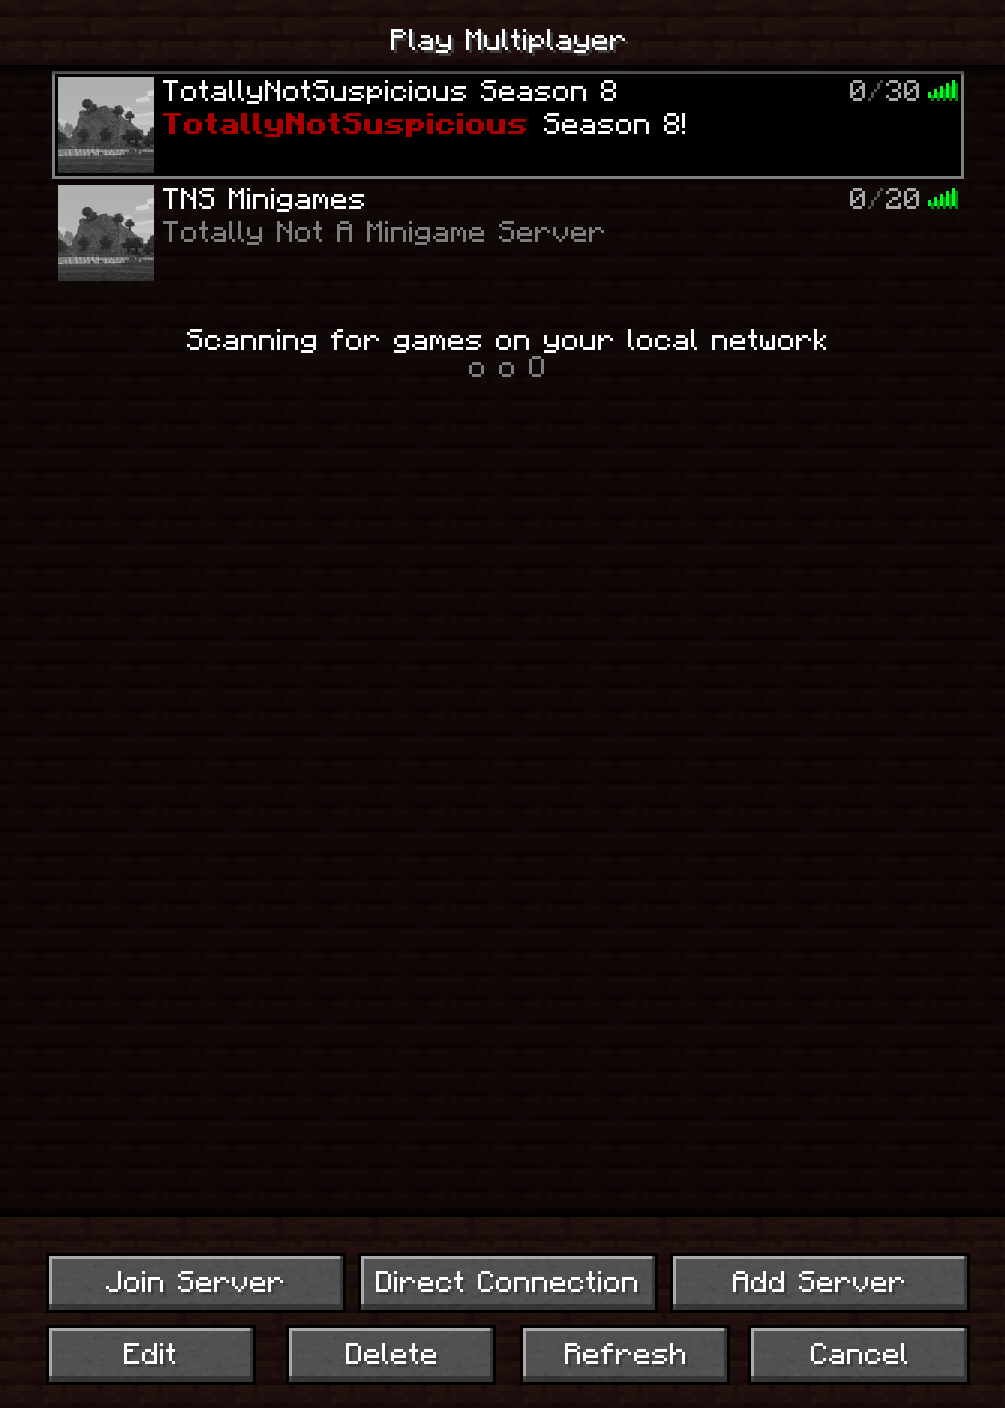 Play Multiplayer
TotallyNotSuspicious Season 8 0/30
TotallyNotSuspicious Season 8!
TNS Minigames 0/20
Totally Not A Minigame Server
Scanning for games on your local network
o o O
Join Server Direct Connection Add Server
Edit Delete Refresh Cancel